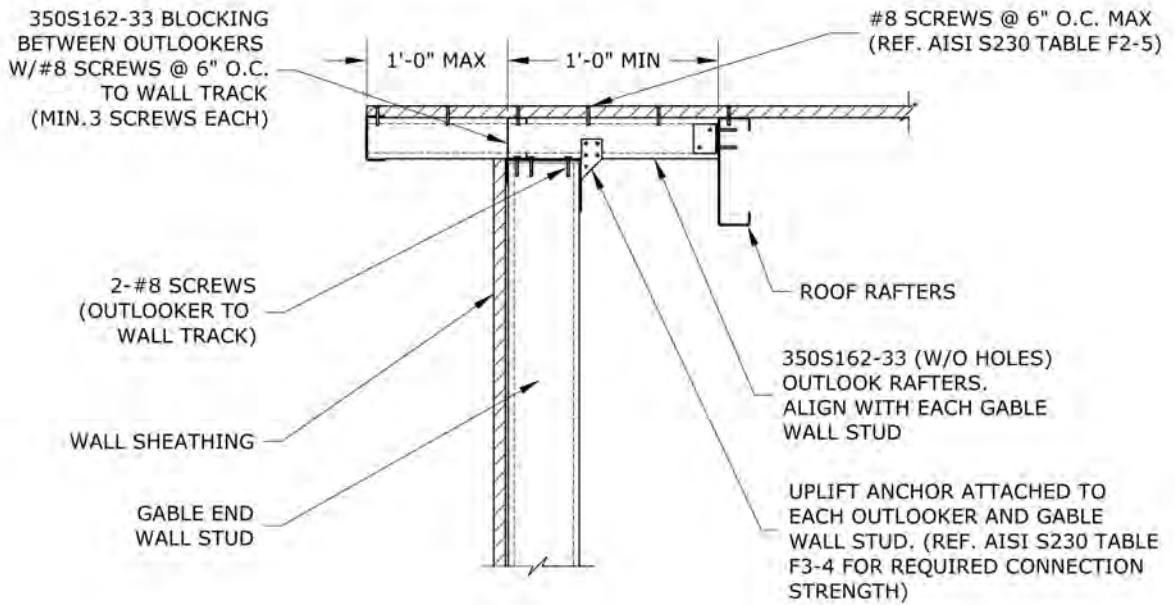 350S162-33 BLOCKING
BETWEEN OUTLOOKERS
W/#8 SCREWS @ 6" O.C.
TO WALL TRACK
(MIN.3 SCREWS EACH)
1'-0" MAX
1'-0" MIN
#8 SCREWS @ 6" O.C. MAX
(REF. AISI S230 TABLE F2-5)
2-#8 SCREWS
(OUTLOOKER TO
WALL TRACK)
WALL SHEATHING
GABLE END
WALL STUD
ROOF RAFTERS
350S162-33 (W/O HOLES)
OUTLOOK RAFTERS.
ALIGN WITH EACH GABLE
WALL STUD
UPLIFT ANCHOR ATTACHED TO
EACH OUTLOOKER AND GABLE
WALL STUD. (REF. AISI S230 TABLE
F3-4 FOR REQUIRED CONNECTION
STRENGTH)